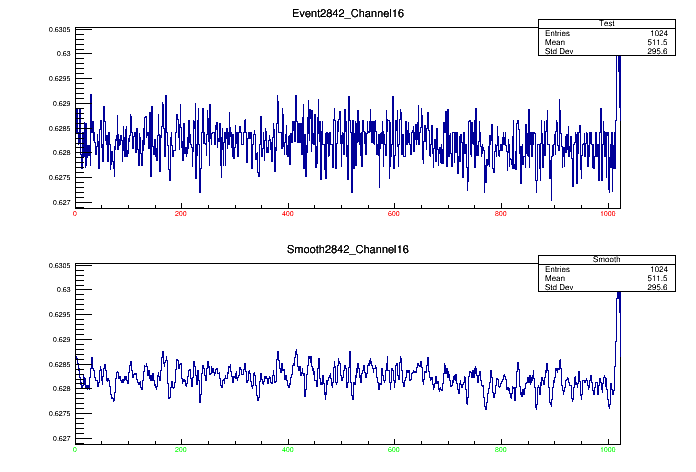 Event2842_Channel16
Test
Entries 1024
Mean 511.5
Std Dev 295.6
0.6305
0.63
0.6295
0.629
0.6285
0.628
0.6275
0.627
0 200 400 600 800 1000
Smooth2842_Channel16
Smooth
Entries 1024
Mean 511.5
Std Dev 295.6
0.6305
0.63
0.6295
0.629
0.6285
0.628
0.6275
0.627
0 200 400 600 800 1000